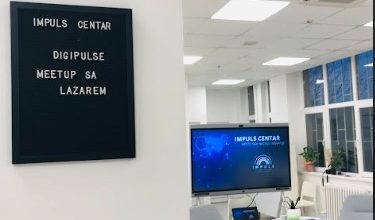 IMPULS CENTAR
DIGIPULSE
MEETUP SA
LAZAREM
IMPULS CENTAR
IMPULS